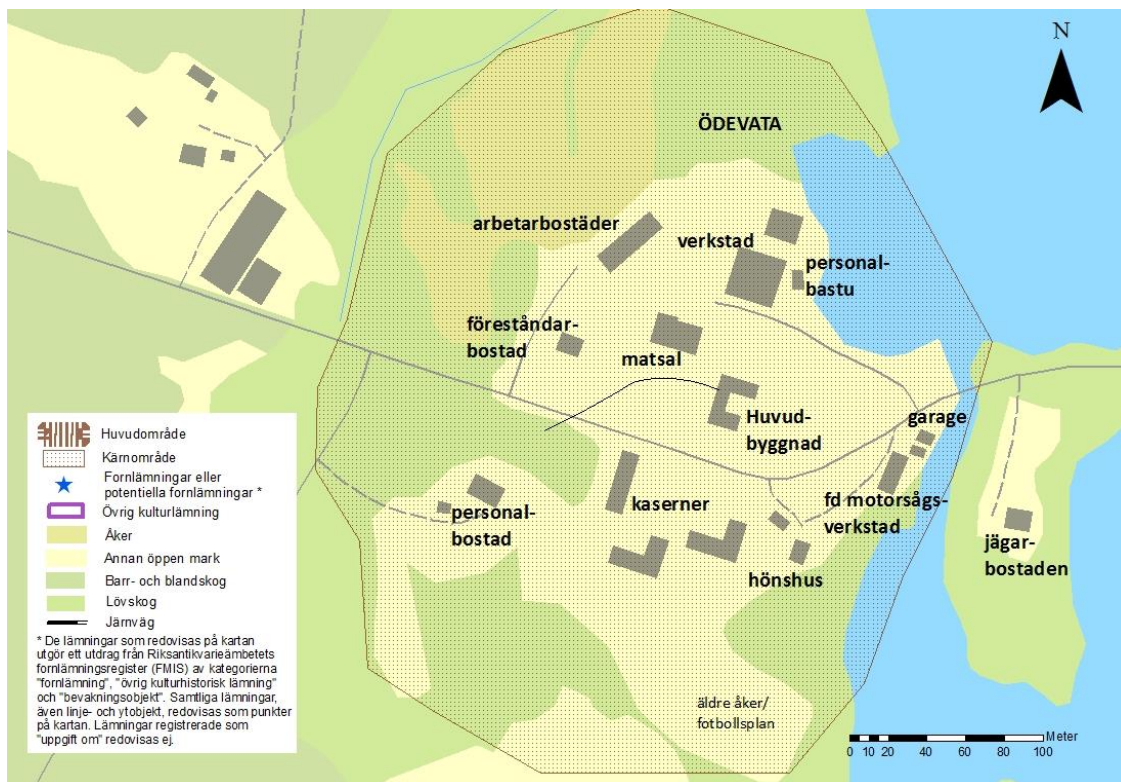 N
ÖDEVATA
arbetarbostäder
verkstad
personal-
bastu
föreståndar-
bostad
matsal
Huvud-
byggnad
garage
kaserner
personal-
bostad
fd motorsågs-
verkstad
hönshus
jägar-
bostaden
äldre åker/
fotbollsplan
Huvudområde
Kärnområde
Fornlämningar eller
potentiella fornlämningar *
Övrig kulturlämning
Åker
Annan öppen mark
Barr- och blandskog
Lövskog
Järnväg
* De lämningar som redovisas på kartan
utgör ett utdrag från Riksantikvarieämbetets
fornlämningsregister (FMIS) av kategorierna
"fornlämning", "övrig kulturhistorisk lämning"
och "bevakningsobjekt". Samtliga lämningar,
även linje- och ytobjekt, redovisas som punkter
på kartan. Lämningar registrerade som
"uppgift om" redovisas ej.
Meter
0 10 20 40 60 80 100